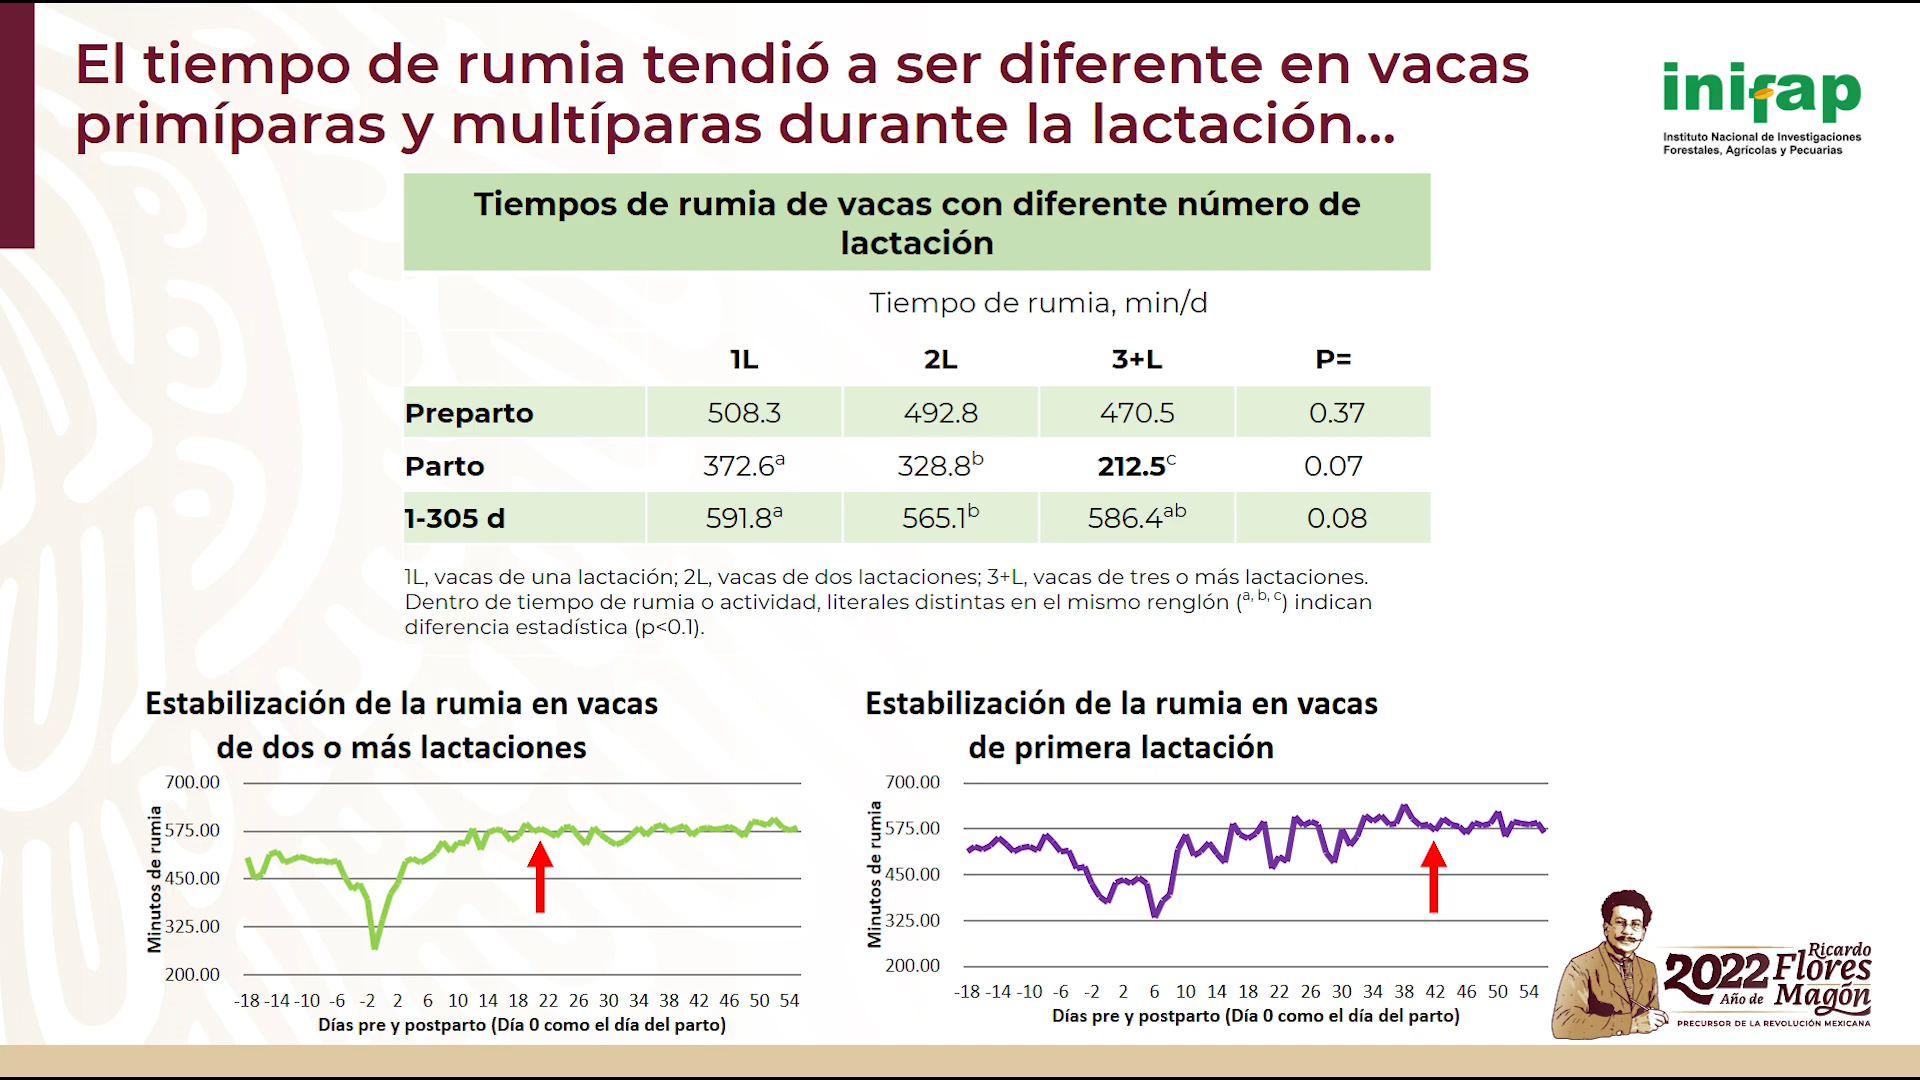 El tiempo de rumia tendió a ser diferente en vacas
primíparas y multíparas durante la lactación...
inifap
Instituto Nacional de Investigaciones
Forestales, Agrícolas y Pecuarias
Tiempos de rumia de vacas con diferente número de
lactación
Tiempo de rumia, min/d
1L 2L 3+L P=
Preparto 508.3 492.8 470.5 0.37
Parto 372.6ᵃ 328.8ᵇ 212.5ᶜ 0.07
1-305 d 591.8ᵃ 565.1ᵇ 586.4ᵃᵇ 0.08
1L, vacas de una lactación; 2L, vacas de dos lactaciones; 3+L, vacas de tres o más lactaciones.
Dentro de tiempo de rumia o actividad, literales distintas en el mismo renglón (ᵃ, ᵇ, ᶜ) indican
diferencia estadística (p<0.1).
Estabilización de la rumia en vacas
de dos o más lactaciones
Minutos de rumia
700.00
575.00
450.00
325.00
200.00
-18 -14 -10 -6 -2 2 6 10 14 18 22 26 30 34 38 42 46 50 54
Días pre y postparto (Día 0 como el día del parto)
Estabilización de la rumia en vacas
de primera lactación
Minutos de rumia
700.00
575.00
450.00
325.00
200.00
-18 -14 -10 -6 -2 2 6 10 14 18 22 26 30 34 38 42 46 50 54
Días pre y postparto (Día 0 como el día del parto)
2022
Año de
Ricardo
Flores
Magón
PRECURSOR DE LA REVOLUCIÓN MEXICANA